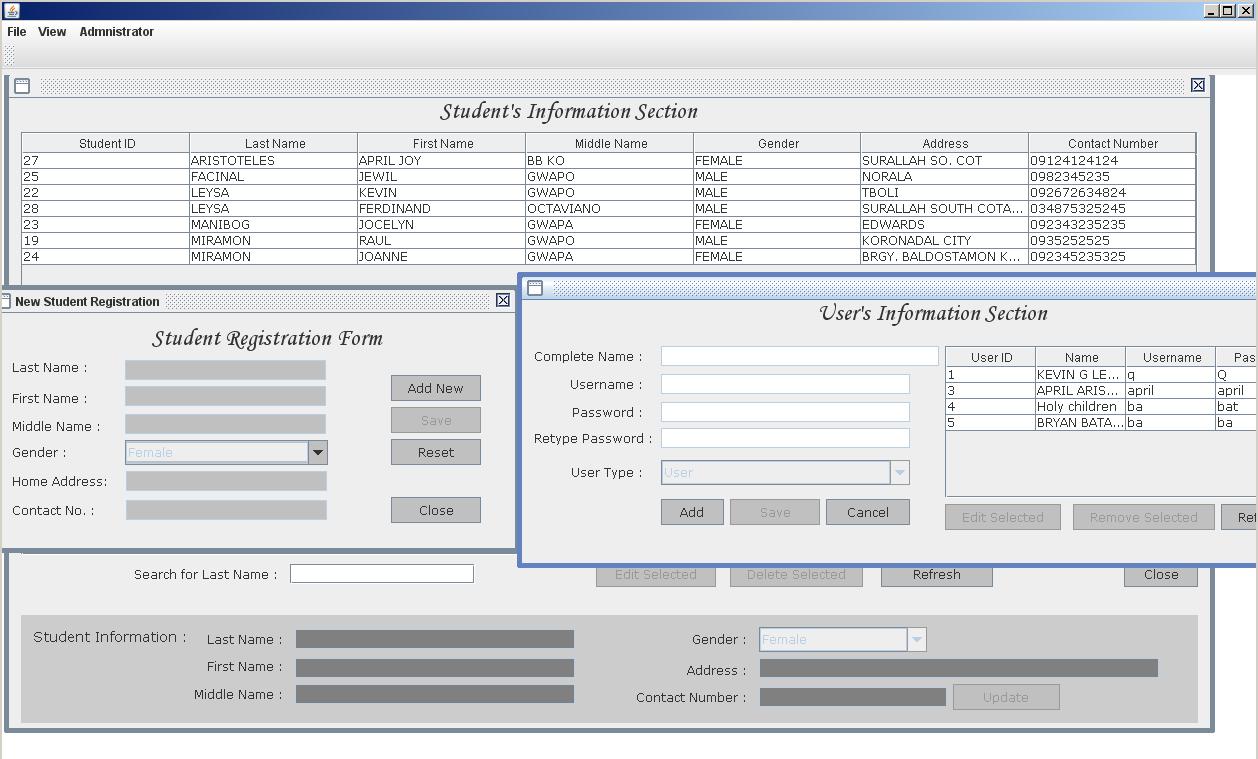 File View Admnistrator
Student's Information Section
Student ID Last Name First Name Middle Name Gender Address Contact Number
27 ARISTOTELES APRIL JOY BB KO FEMALE SURALLAH SO. COT 09124124124
25 FACINAL JEWIL GWAPO MALE NORALA 0982345235
22 LEYSA KEVIN GWAPO MALE TBOLI 092672634824
28 LEYSA FERDINAND OCTAVIANO MALE SURALLAH SOUTH COTA... 034875325245
23 MANIBOG JOCELYN GWAPA FEMALE EDWARDS 092343235235
19 MIRAMON RAUL GWAPO MALE KORONADAL CITY 0935252525
24 MIRAMON JOANNE GWAPA FEMALE BRGY. BALDOSTAMON K... 092345235325
New Student Registration
Student Registration Form
Last Name :
First Name :
Middle Name :
Gender : Female
Home Address:
Contact No. :
Add New
Save
Reset
Close
User's Information Section
Complete Name :
Username :
Password :
Retype Password :
User Type : User
Add Save Cancel
User ID Name Username Pas
1 KEVIN G LE... q Q
3 APRIL ARIS... april april
4 Holy children ba bat
5 BRYAN BATA... ba ba
Edit Selected Remove Selected Ref
Search for Last Name : Edit Selected Delete Selected Refresh Close
Student Information : Last Name : Gender : Female
First Name : Address :
Middle Name : Contact Number : Update